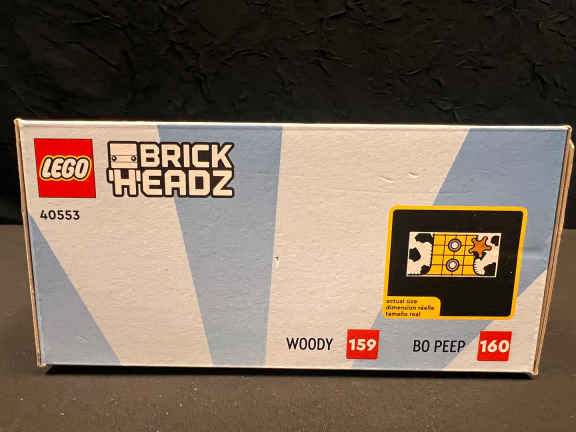 LEGO
BRICK
HEADZ
40553
actual size
dimension réelle
tamaño real
WOODY 159 BO PEEP 160